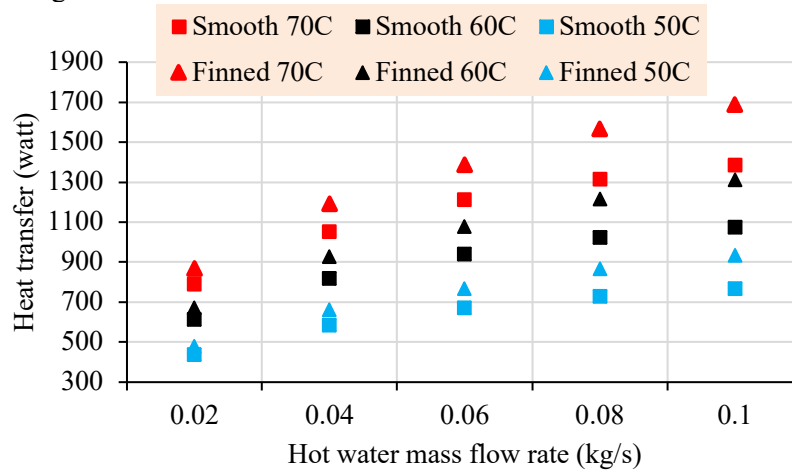 Smooth 70C Smooth 60C Smooth 50C
Finned 70C Finned 60C Finned 50C
1900
1700
1500
1300
1100
900
700
500
300
Heat transfer (watt)
0.02 0.04 0.06 0.08 0.1
Hot water mass flow rate (kg/s)